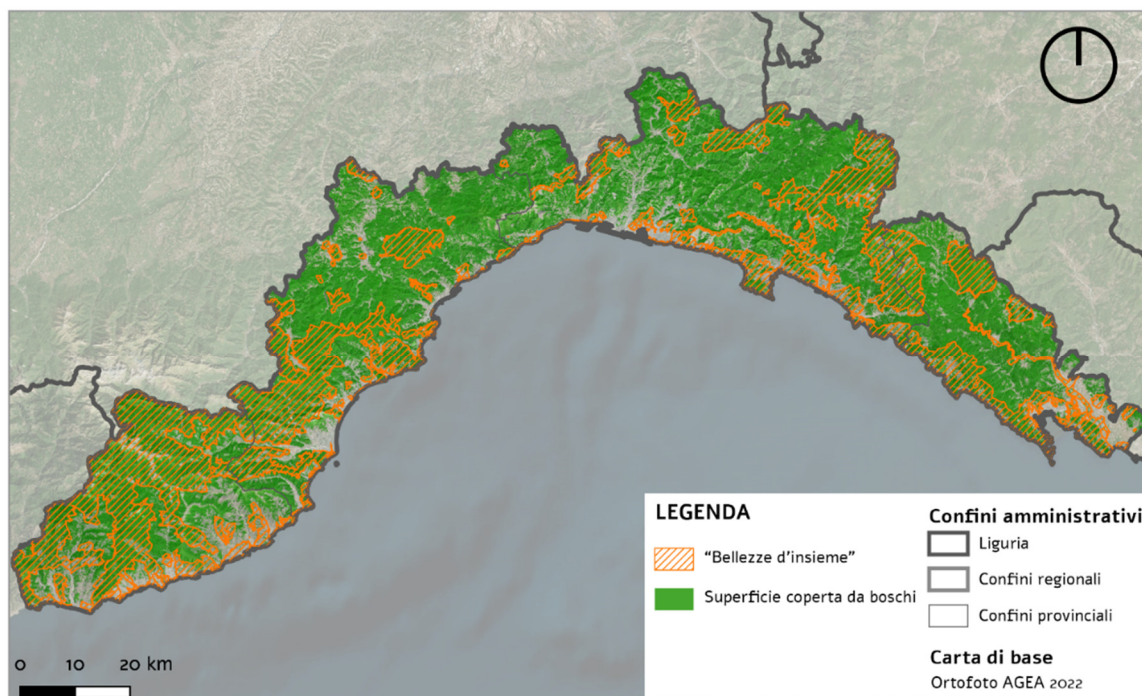 LEGENDA
"Bellezze d'insieme"
Superficie coperta da boschi
Confini amministrativi
Liguria
Confini regionali
Confini provinciali
Carta di base
Ortofoto AGEA 2022
0 10 20 km